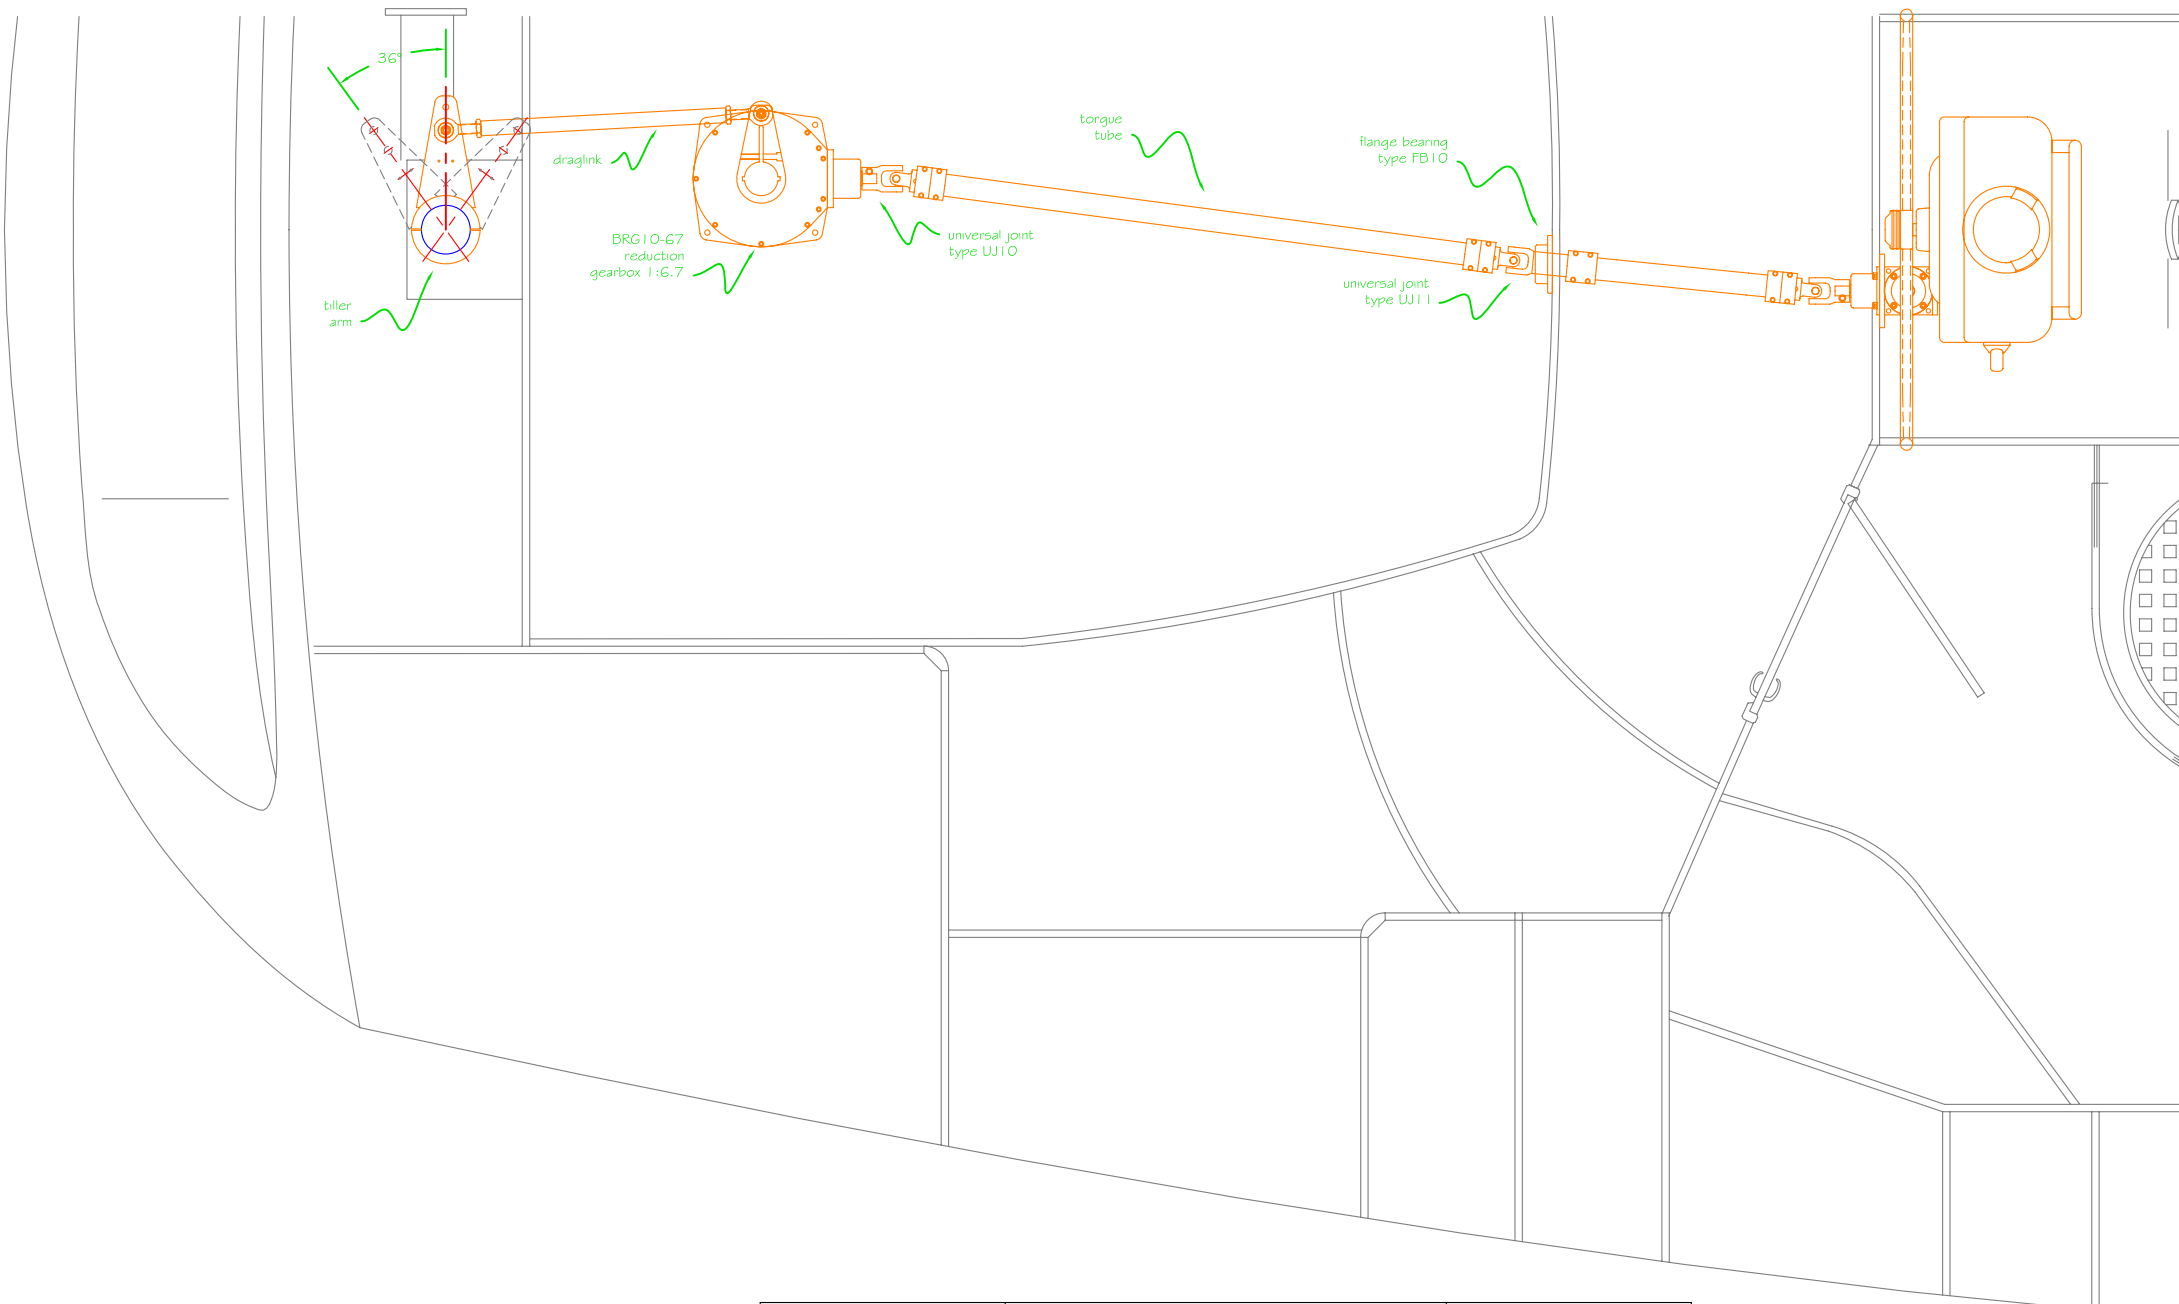 36°
draglink
torque
tube
flange bearing
type FB10
BRG10-67
reduction
gearbox 1:6.7
universal joint
type UJ10
universal joint
type UJ11
tiller
arm